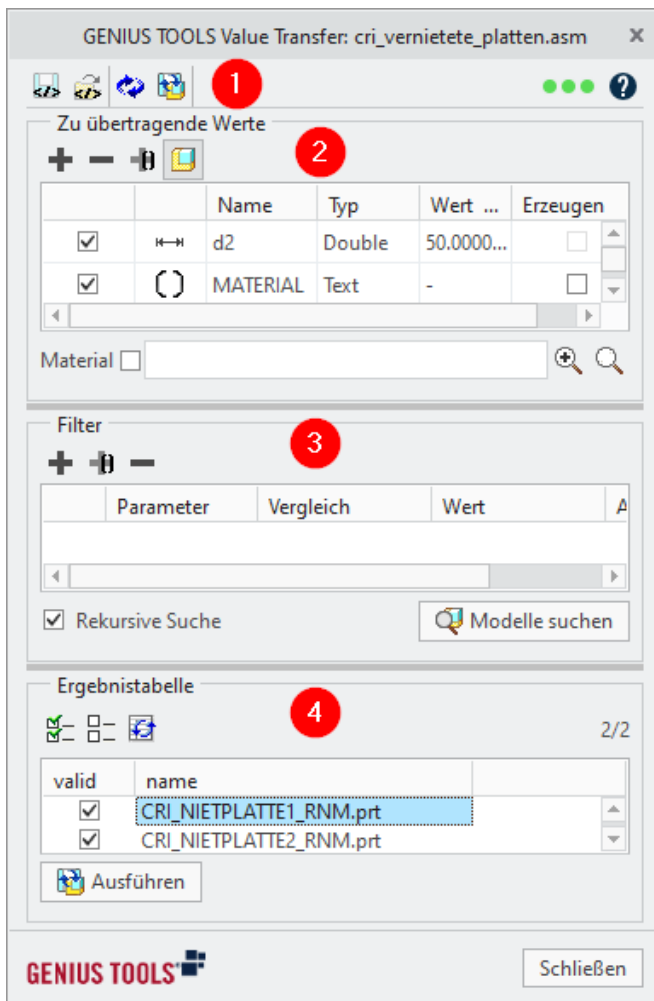 GENIUS TOOLS Value Transfer: cri_vernietete_platten.asm x
1
Zu übertragende Werte
2
Name Typ Wert ... Erzeugen
d2 Double 50.0000...
MATERIAL Text -
Material
Filter
3
Parameter Vergleich Wert A
Rekursive Suche Modelle suchen
Ergebnistabelle
4
2/2
valid name
CRI_NIETPLATTE1_RNM.prt
CRI_NIETPLATTE2_RNM.prt
Ausführen
GENIUS TOOLS Schließen